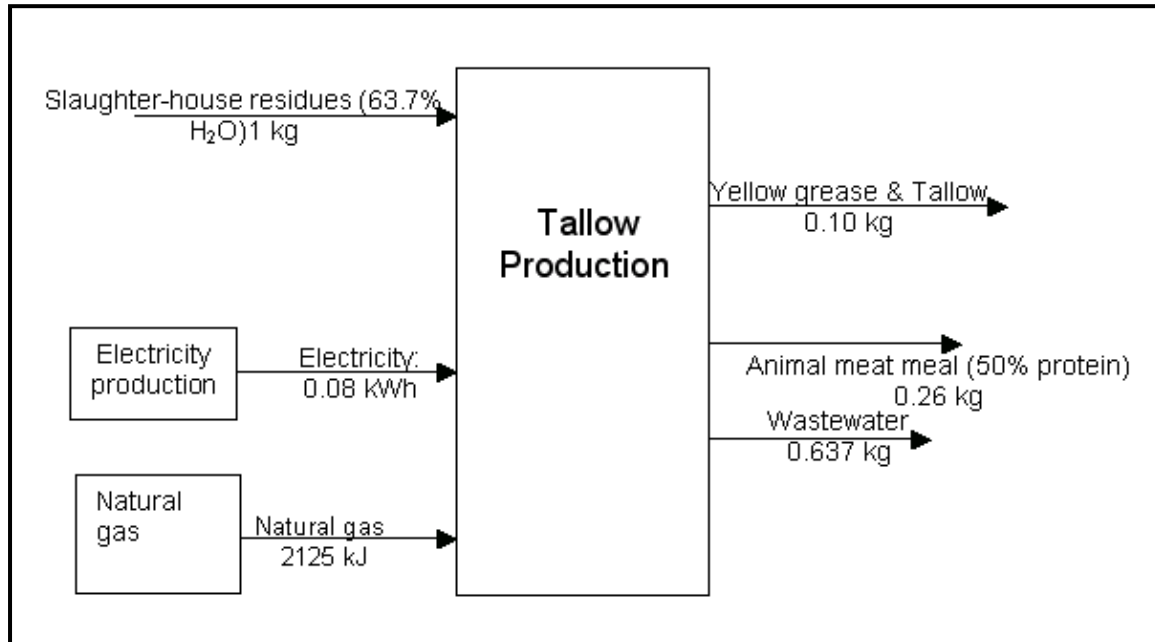 Slaughter-house residues (63.7%
H₂O)1 kg
Tallow
Production
Yellow grease & Tallow
0.10 kg
Electricity
production
Electricity:
0.08 kWh
Animal meat meal (50% protein)
0.26 kg
Wastewater
0.637 kg
Natural
gas
Natural gas
2125 kJ